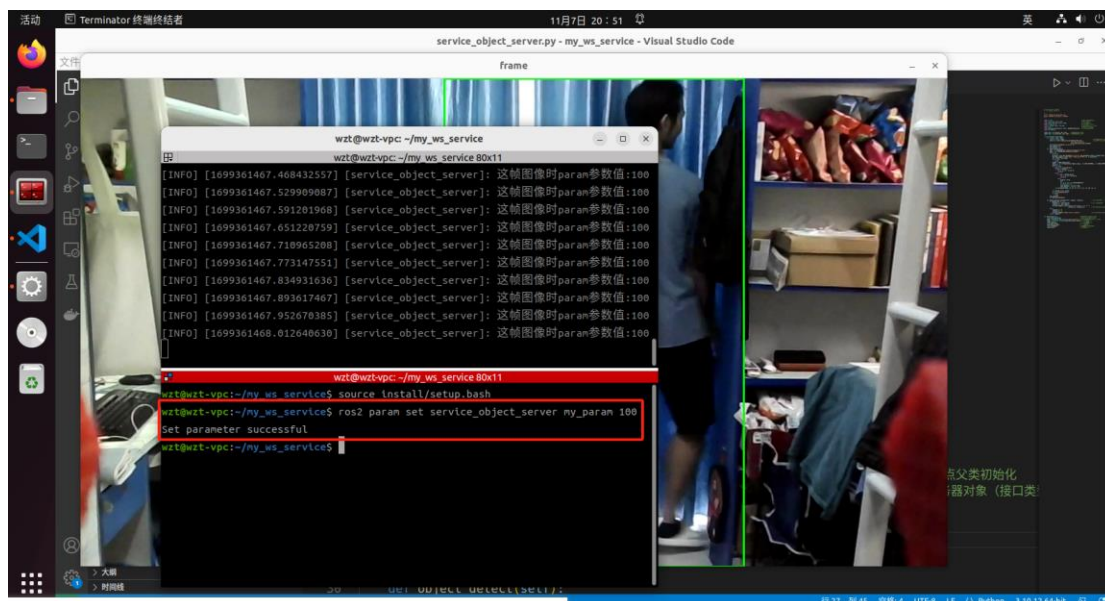 活动
Terminator 终端终结者
11月7日 20：51
英
service_object_server.py - my_ws_service - Visual Studio Code
文件
frame
wzt@wzt-vpc: ~/my_ws_service
wzt@wzt-vpc: ~/my_ws_service 80x11
[INFO] [1699361467.468432557] [service_object_server]: 这帧图像时param参数值:100
[INFO] [1699361467.529909087] [service_object_server]: 这帧图像时param参数值:100
[INFO] [1699361467.591201968] [service_object_server]: 这帧图像时param参数值:100
[INFO] [1699361467.651220759] [service_object_server]: 这帧图像时param参数值:100
[INFO] [1699361467.710965208] [service_object_server]: 这帧图像时param参数值:100
[INFO] [1699361467.773147551] [service_object_server]: 这帧图像时param参数值:100
[INFO] [1699361467.834931636] [service_object_server]: 这帧图像时param参数值:100
[INFO] [1699361467.893617467] [service_object_server]: 这帧图像时param参数值:100
[INFO] [1699361467.952670385] [service_object_server]: 这帧图像时param参数值:100
[INFO] [1699361468.012640630] [service_object_server]: 这帧图像时param参数值:100
wzt@wzt-vpc: ~/my_ws_service 80x11
wzt@wzt-vpc:~/my_ws_service$ source install/setup.bash
wzt@wzt-vpc:~/my_ws_service$ ros2 param set service_object_server my_param 100
Set parameter successful
wzt@wzt-vpc:~/my_ws_service$
点父类初始化
务器对象（接口类
> 大纲
> 时间线
def object_detect(self):